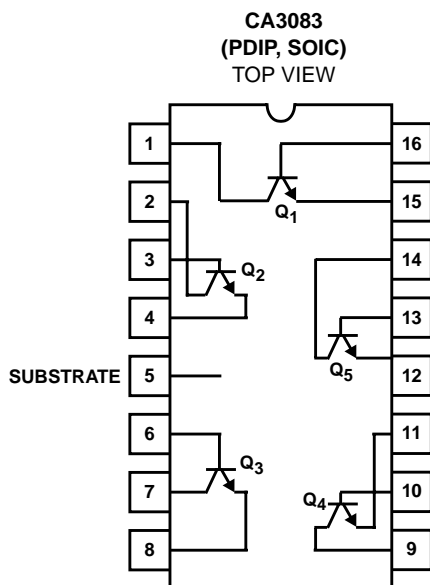 CA3083
(PDIP, SOIC)
TOP VIEW
1
16
2
15
Q1
3
14
Q2
4
13
SUBSTRATE 5
12
Q5
6
11
Q3
7
10
Q4
8
9